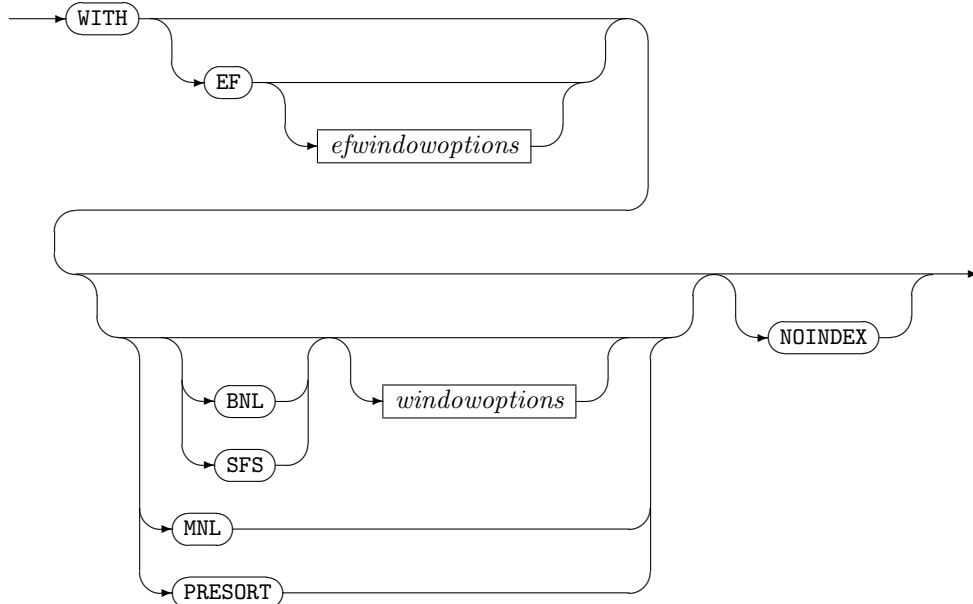 WITH
EF
efwindowoptions
NOINDEX
BNL
windowoptions
SFS
MNL
PRESORT